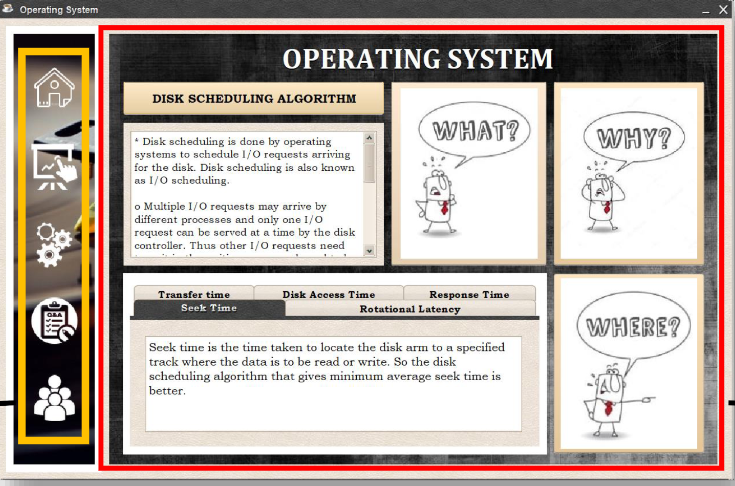 Operating System
OPERATING SYSTEM
DISK SCHEDULING ALGORITHM
* Disk scheduling is done by operating
systems to schedule I/O requests arriving
for the disk. Disk scheduling is also known
as I/O scheduling.
o Multiple I/O requests may arrive by
different processes and only one I/O
request can be served at a time by the disk
controller. Thus other I/O requests need
WHAT?
WHY?
Transfer time
Disk Access Time
Response Time
Seek Time
Rotational Latency
Seek time is the time taken to locate the disk arm to a specified
track where the data is to be read or write. So the disk
scheduling algorithm that gives minimum average seek time is
better.
WHERE?
Q&A